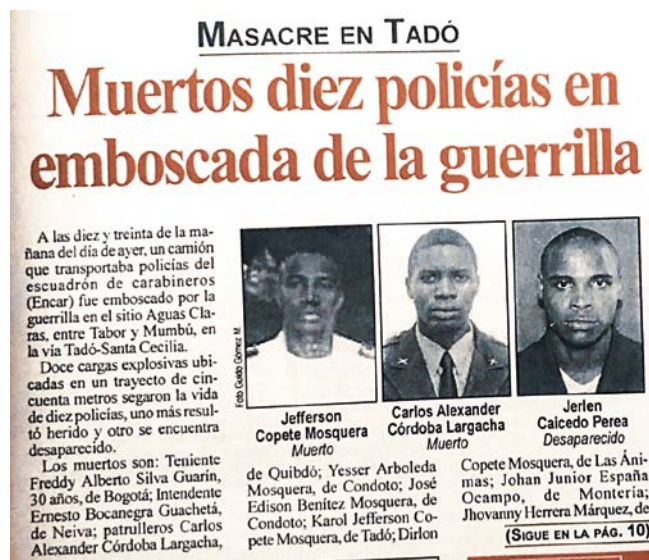 MASACRE EN TADÓ
Muertos diez policías en
emboscada de la guerrilla
A las diez y treinta de la ma-
ñana del día de ayer, un camión
que transportaba policías del
escuadrón de carabineros
(Encar) fue emboscado por la
guerrilla en el sitio Aguas Cla-
ras, entre Tabor y Mumbú, en
la vía Tadó-Santa Cecilia.
Doce cargas explosivas ubi-
cadas en un trayecto de cin-
cuenta metros segaron la vida
de diez policías, uno más resul-
tó herido y otro se encuentra
desaparecido.
Los muertos son: Teniente
Freddy Alberto Silva Guarín,
30 años, de Bogotá; Intendente
Ernesto Bocanegra Guachetá,
de Neiva; patrulleros Carlos
Alexander Córdoba Largacha,
Foto Guido Gómez M.
Jefferson
Copete Mosquera
Muerto
Carlos Alexander
Córdoba Largacha
Muerto
Jerlen
Caicedo Perea
Desaparecido
de Quibdó; Yesser Arboleda
Mosquera, de Condoto; José
Edison Benítez Mosquera, de
Condoto; Karol Jefferson Co-
pete Mosquera, de Tadó; Dirlon
Copete Mosquera, de Las Áni-
mas; Johan Junior España
Ocampo, de Montería;
Jhovanny Herrera Márquez, de
(SIGUE EN LA PÁG. 10)